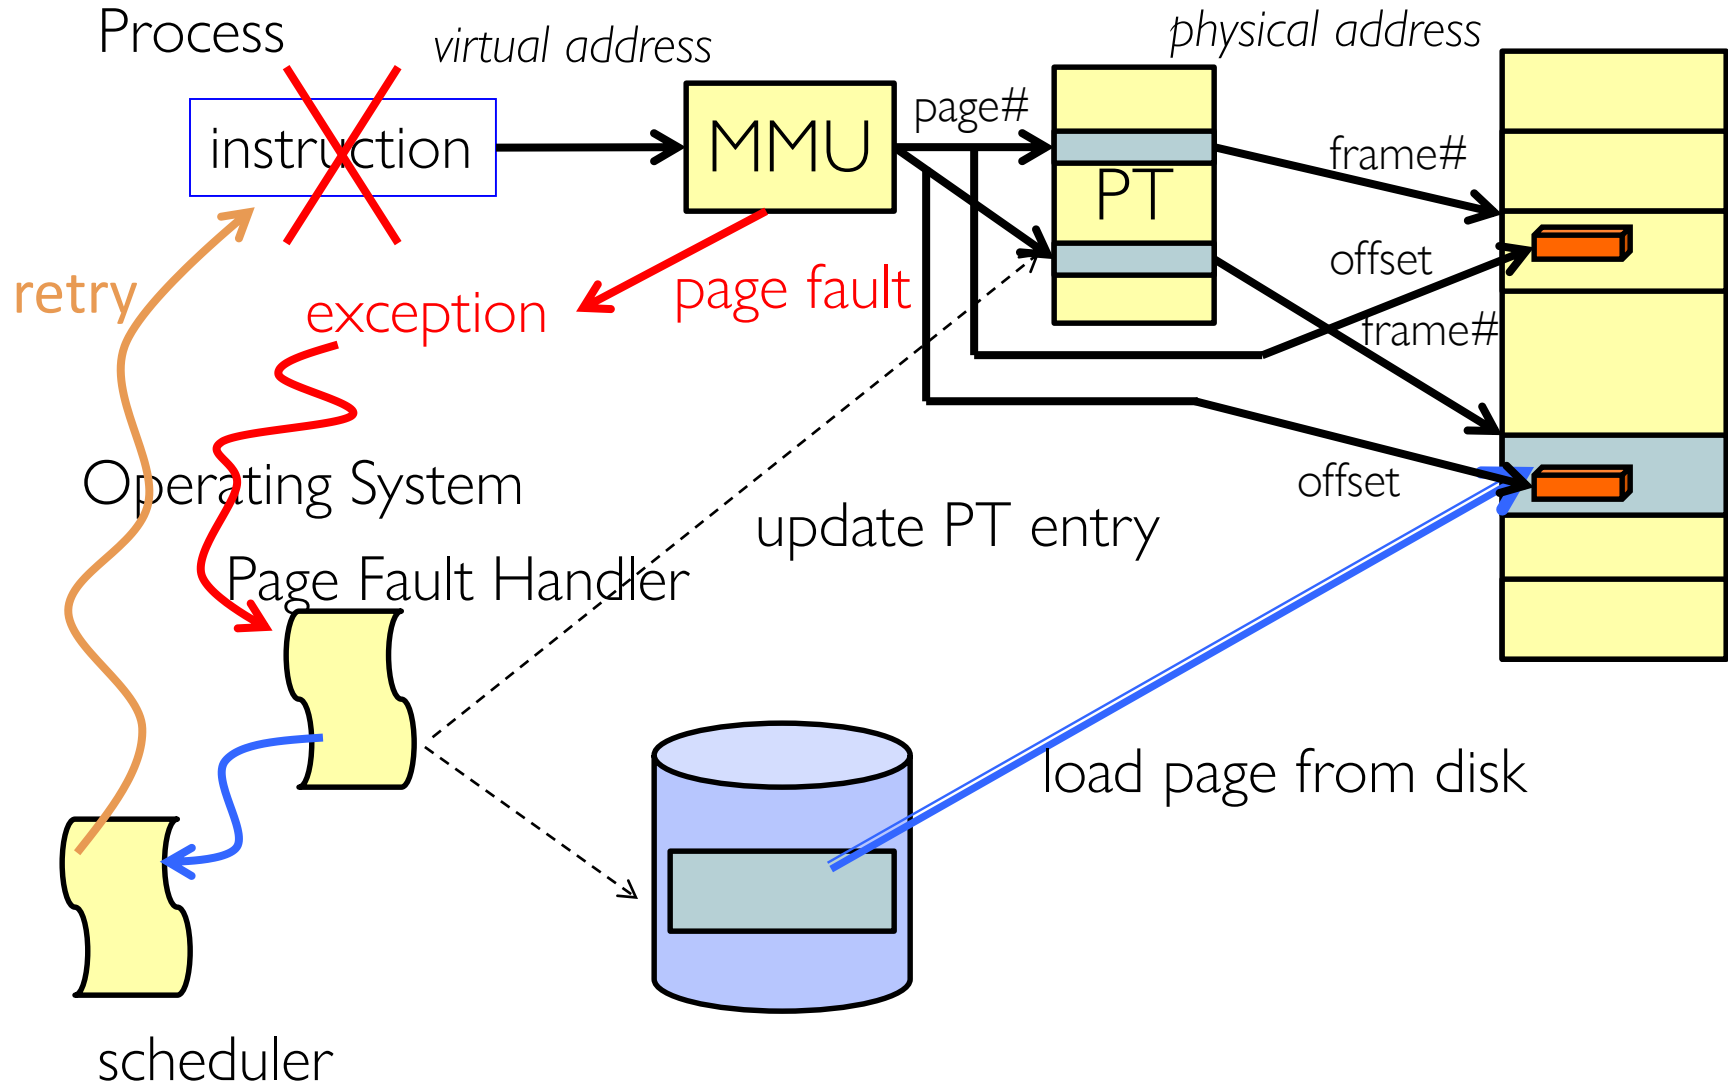 Process
virtual address
physical address
instruction
MMU
page#
PT
frame#
offset
retry
exception
page fault
frame#
offset
Operating System
update PT entry
Page Fault Handler
load page from disk
scheduler